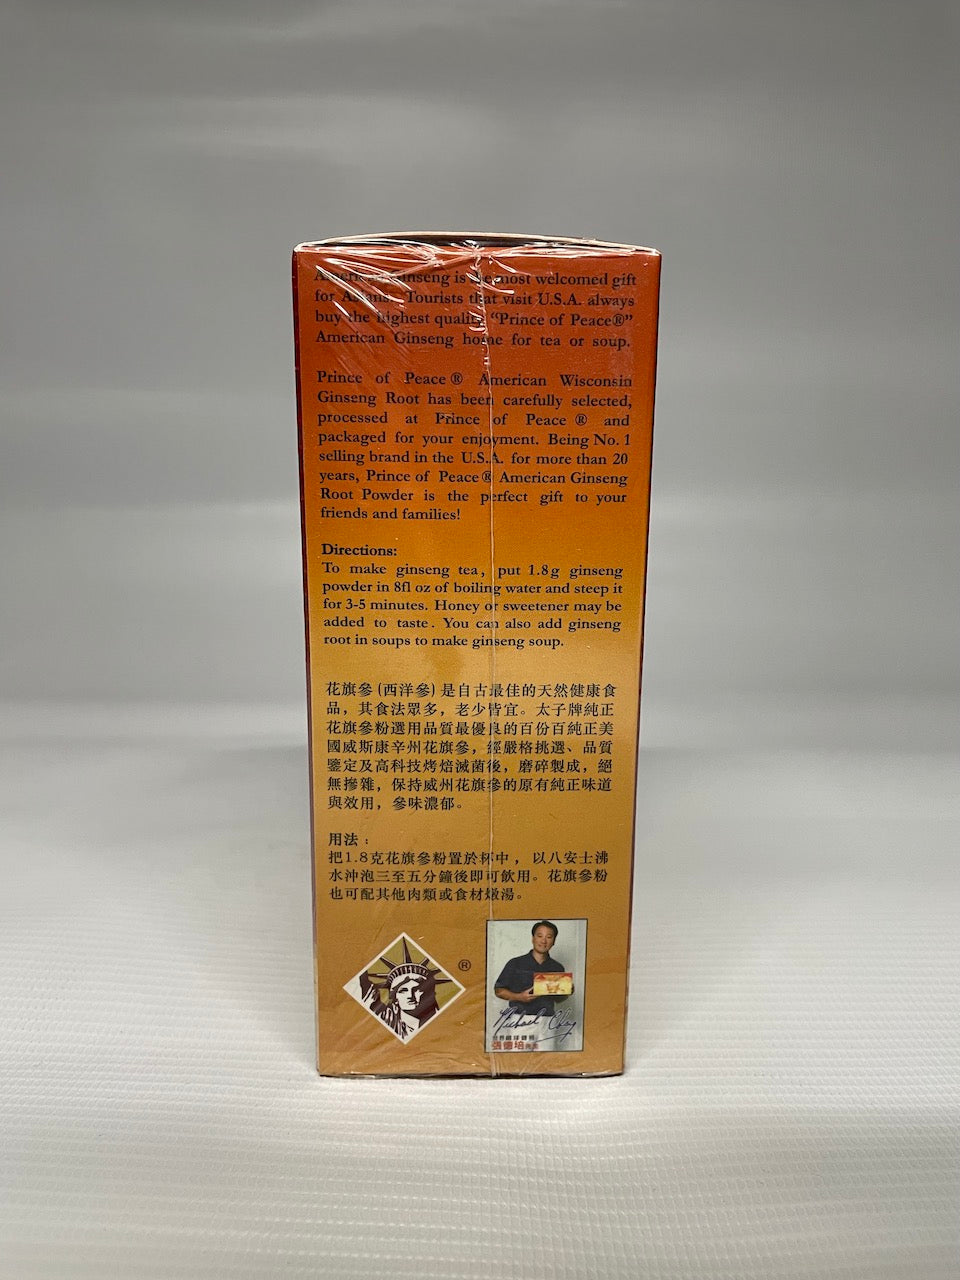 American Ginseng is the most welcomed gift
for Asians. Tourists that visit U.S.A. always
buy the highest quality “Prince of Peace®”
American Ginseng home for tea or soup.
Prince of Peace ® American Wisconsin
Ginseng Root has been carefully selected,
processed at Prince of Peace ® and
packaged for your enjoyment. Being No. 1
selling brand in the U.S.A. for more than 20
years, Prince of Peace ® American Ginseng
Root Powder is the perfect gift to your
friends and families!
Directions:
To make ginseng tea, put 1.8g ginseng
powder in 8fl oz of boiling water and steep it
for 3-5 minutes. Honey or sweetener may be
added to taste. You can also add ginseng
root in soups to make ginseng soup.
花旗參 (西洋參) 是自古最佳的天然健康食
品，其食法眾多，老少皆宜。太子牌純正
花旗參粉選用品質最優良的百份百純正美
國威斯康辛州花旗參，經嚴格挑選、品質
鑒定及高科技烤焙滅菌後，磨碎製成，絕
無摻雜，保持威州花旗參的原有純正味道
與效用，參味濃郁。
用法：
把1.8克花旗參粉置於杯中，以八安士沸
水沖泡三至五分鐘後即可飲用。花旗參粉
也可配其他肉類或食材燉湯。
®
Michael Chang
世界網球鐵將
張德培先生